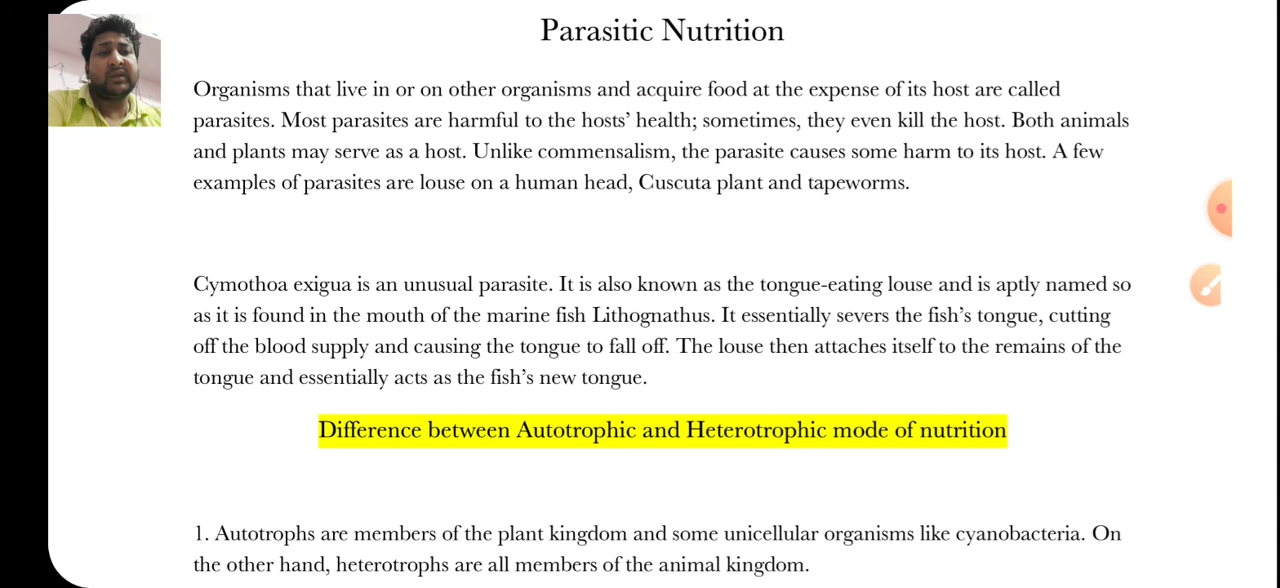 Parasitic Nutrition
Organisms that live in or on other organisms and acquire food at the expense of its host are called
parasites. Most parasites are harmful to the hosts’ health; sometimes, they even kill the host. Both animals
and plants may serve as a host. Unlike commensalism, the parasite causes some harm to its host. A few
examples of parasites are louse on a human head, Cuscuta plant and tapeworms.
Cymothoa exigua is an unusual parasite. It is also known as the tongue-eating louse and is aptly named so
as it is found in the mouth of the marine fish Lithognathus. It essentially severs the fish’s tongue, cutting
off the blood supply and causing the tongue to fall off. The louse then attaches itself to the remains of the
tongue and essentially acts as the fish’s new tongue.
Difference between Autotrophic and Heterotrophic mode of nutrition
1. Autotrophs are members of the plant kingdom and some unicellular organisms like cyanobacteria. On
the other hand, heterotrophs are all members of the animal kingdom.